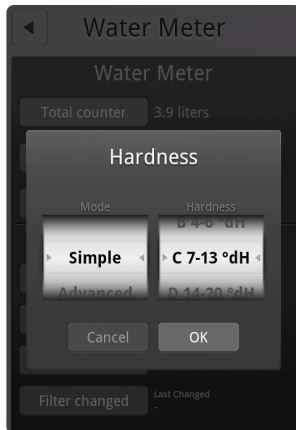 Water Meter
Water Meter
Total counter 3.9 liters
Hardness
Mode Hardness
B 4-6 °dH
Simple C 7-13 °dH
Advanced D 14-20 °dH
Cancel OK
Filter changed Last Changed
-